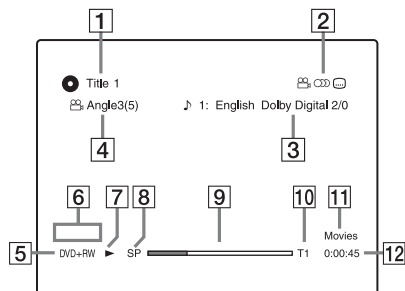 1 2
Title 1
Angle3(5) ♪ 1: English Dolby Digital 2/0
4 3
6 7 8 9 10 11
Movies
5 DVD+RW ► SP T1 0:00:45 12